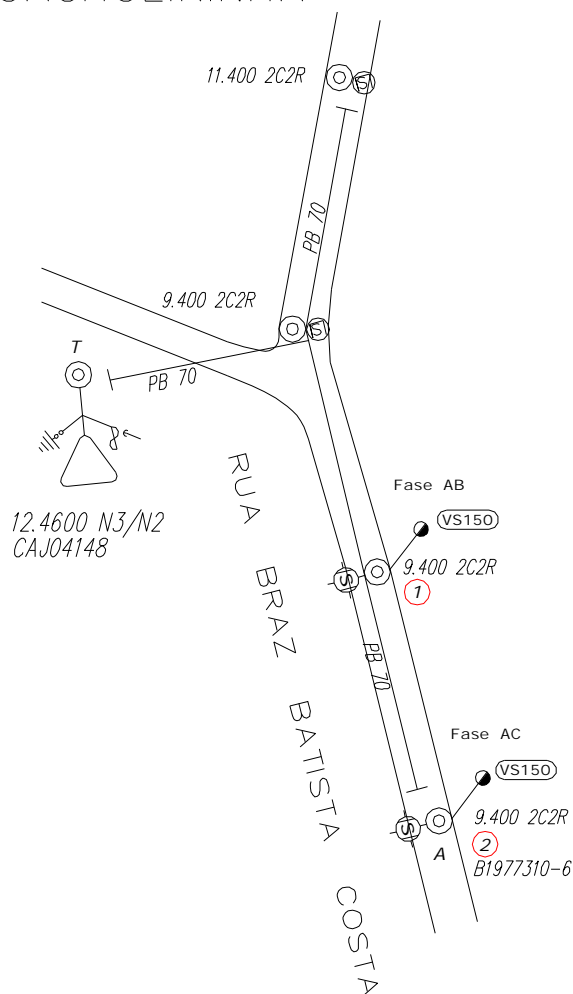 11.400 2C2R
S
PB 70
9.400 2C2R
S
T
PB 70
12.4600 N3/N2
CAJ04148
RUA BRAZ BATISTA COSTA
Fase AB
VS150
S
9.400 2C2R
1
PB 70
Fase AC
VS150
S
9.400 2C2R
A
2
B1977310-6